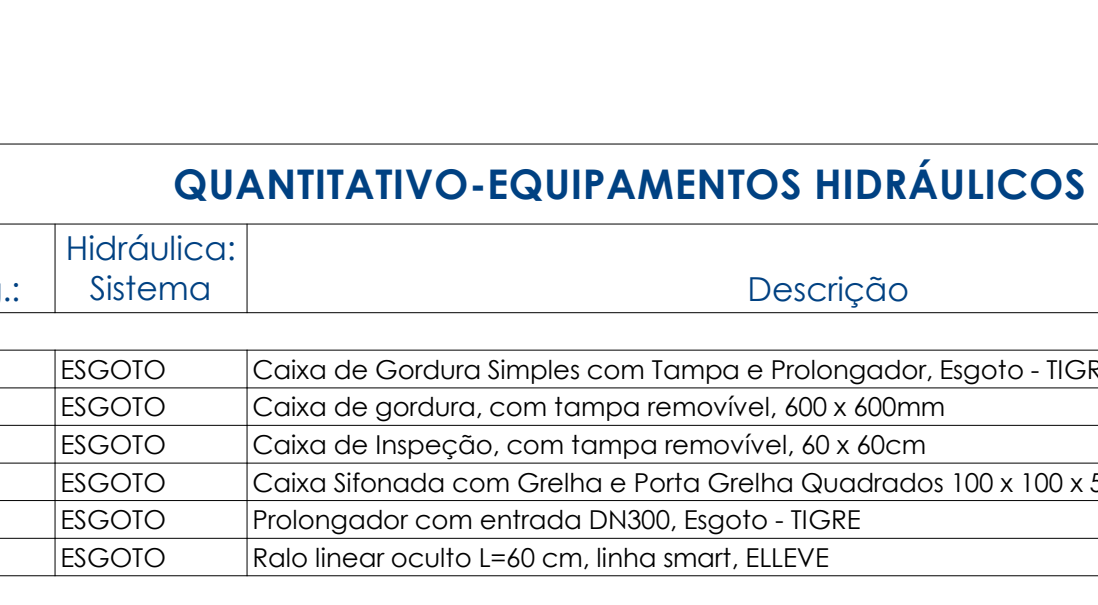 QUANTITATIVO-EQUIPAMENTOS HIDRÁULICOS
Hidráulica:
.: Sistema Descrição
ESGOTO Caixa de Gordura Simples com Tampa e Prolongador, Esgoto - TIGR
ESGOTO Caixa de gordura, com tampa removível, 600 x 600mm
ESGOTO Caixa de Inspeção, com tampa removível, 60 x 60cm
ESGOTO Caixa Sifonada com Grelha e Porta Grelha Quadrados 100 x 100 x
ESGOTO Prolongador com entrada DN300, Esgoto - TIGRE
ESGOTO Ralo linear oculto L=60 cm, linha smart, ELLEVE